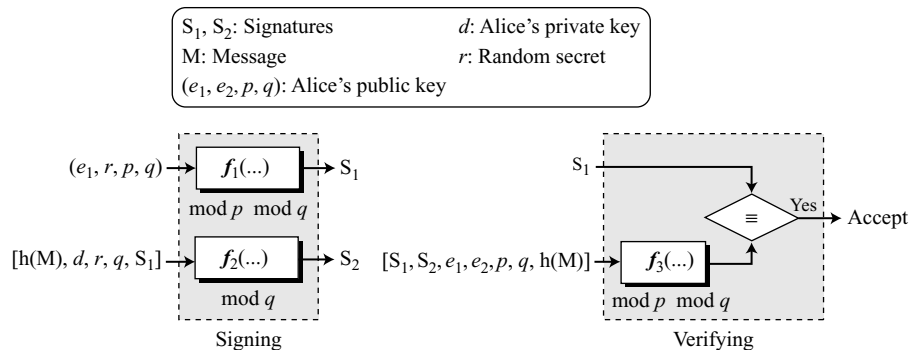 S₁, S₂: Signatures d: Alice's private key
M: Message r: Random secret
(e₁, e₂, p, q): Alice's public key
(e₁, r, p, q) f₁(...) S₁
mod p mod q
[h(M), d, r, q, S₁] f₂(...) S₂
mod q
Signing
S₁
≡ Yes Accept
[S₁, S₂, e₁, e₂, p, q, h(M)] f₃(...)
mod p mod q
Verifying